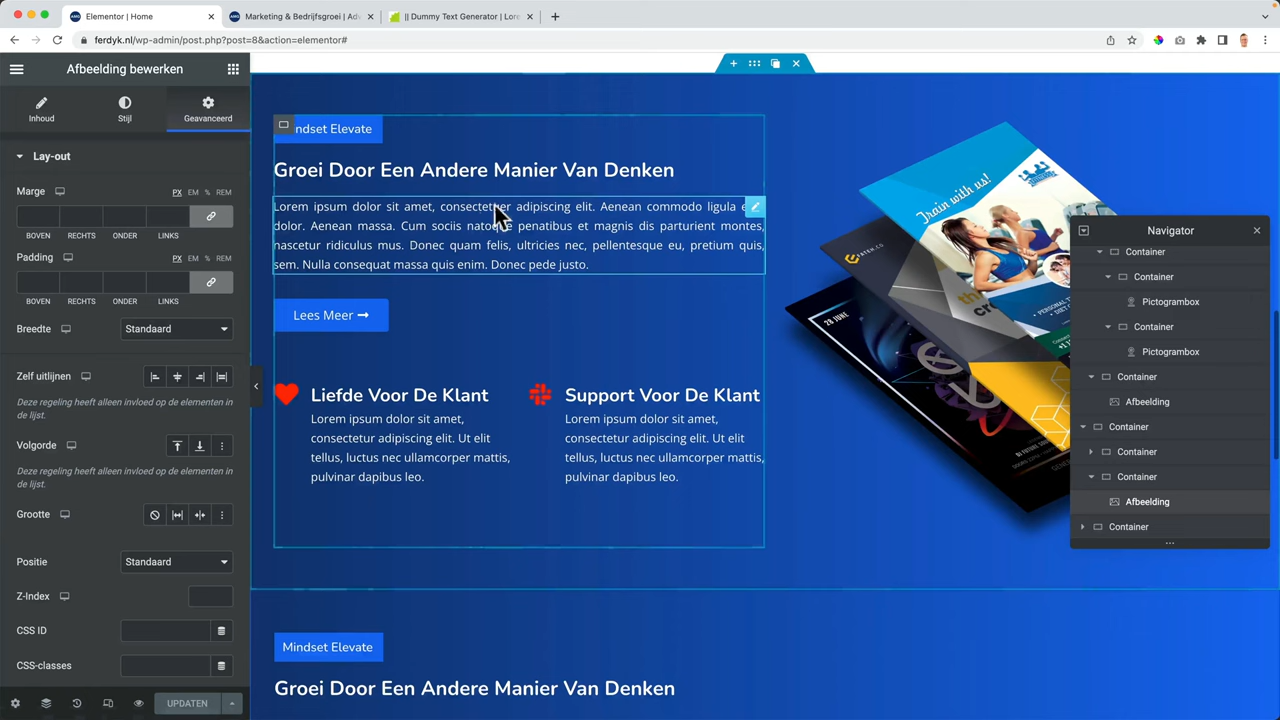 Elementor | Home
Marketing & Bedrijfsgroei | Ad
|| Dummy Text Generator | Lore
ferdyk.nl/wp-admin/post.php?post=8&action=elementor#
Afbeelding bewerken
Inhoud
Stijl
Geavanceerd
Lay-out
Marge
PX EM % REM
BOVEN RECHTS ONDER LINKS
Padding
PX EM % REM
BOVEN RECHTS ONDER LINKS
Breedte
Standaard
Zelf uitlijnen
Deze regeling heeft alleen invloed op de elementen in
de lijst.
Volgorde
Deze regeling heeft alleen invloed op de elementen in
de lijst.
Grootte
Positie
Standaard
Z-Index
CSS ID
CSS-classes
UPDATEN
ndset Elevate
Groei Door Een Andere Manier Van Denken
Lorem ipsum dolor sit amet, consectetuer adipiscing elit. Aenean commodo ligula e
dolor. Aenean massa. Cum sociis natoque penatibus et magnis dis parturient montes,
nascetur ridiculus mus. Donec quam felis, ultricies nec, pellentesque eu, pretium quis,
sem. Nulla consequat massa quis enim. Donec pede justo.
Lees Meer
Liefde Voor De Klant
Lorem ipsum dolor sit amet,
consectetur adipiscing elit. Ut elit
tellus, luctus nec ullamcorper mattis,
pulvinar dapibus leo.
Support Voor De Klant
Lorem ipsum dolor sit amet,
consectetur adipiscing elit. Ut elit
tellus, luctus nec ullamcorper mattis,
pulvinar dapibus leo.
Train with us!
28 JUNE
Navigator
Container
Container
Pictogrambox
Container
Pictogrambox
Container
Afbeelding
Container
Container
Container
Afbeelding
Container
Mindset Elevate
Groei Door Een Andere Manier Van Denken